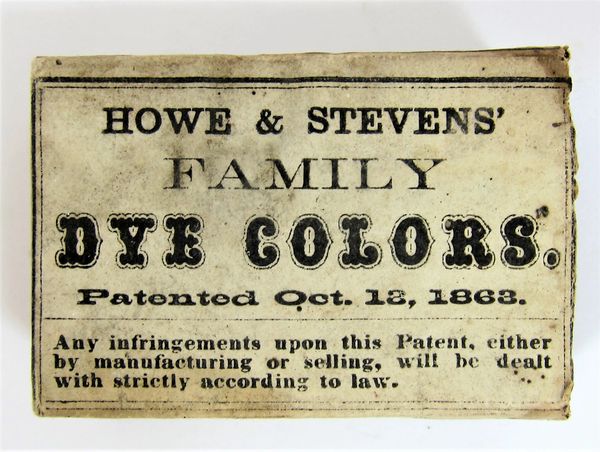 HOWE & STEVENS'
FAMILY
DYE COLORS.
Patented Oct. 13, 1863.
Any infringements upon this Patent, either
by manufacturing or selling, will be dealt
with strictly according to law.